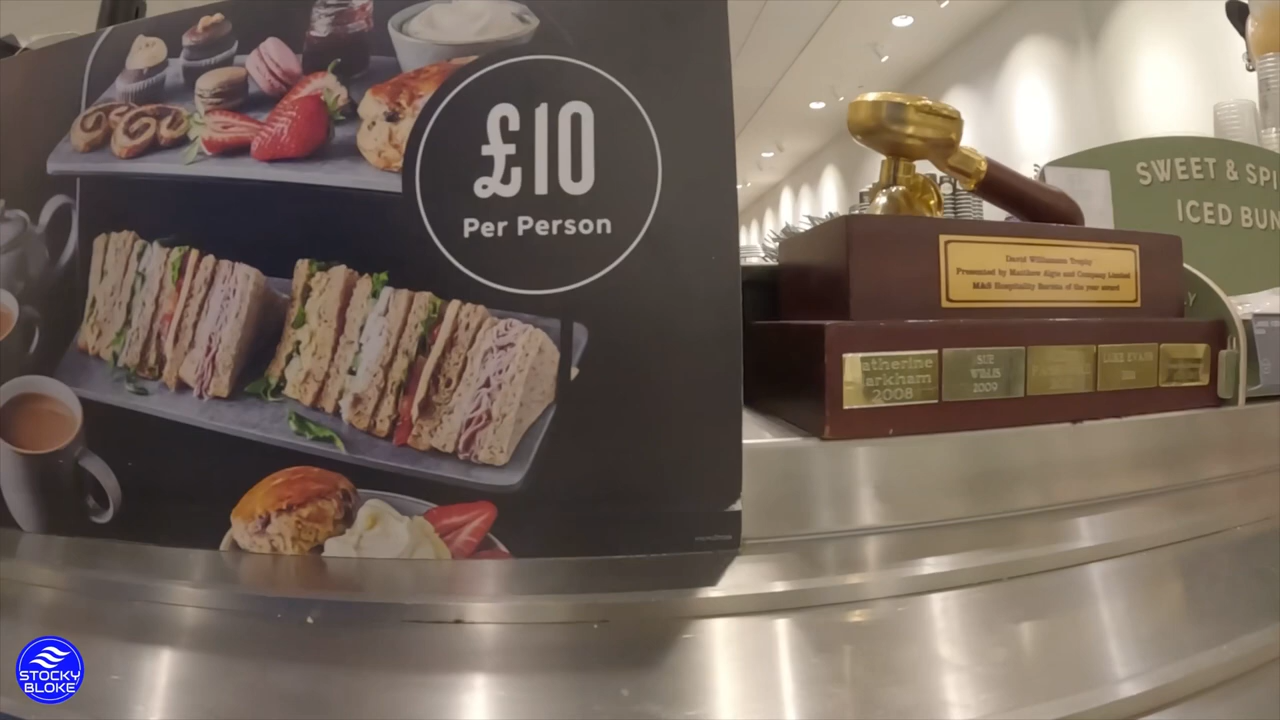 £10
Per Person
SWEET & SPI
ICED BUN
David Williamson Trophy
Presented by Matthew Algie and Company Limited
M&S Hospitality Barista of the year award
atherine
arkham
2008
SUE
2009
LUKE EVANS
STOCKY
BLOKE